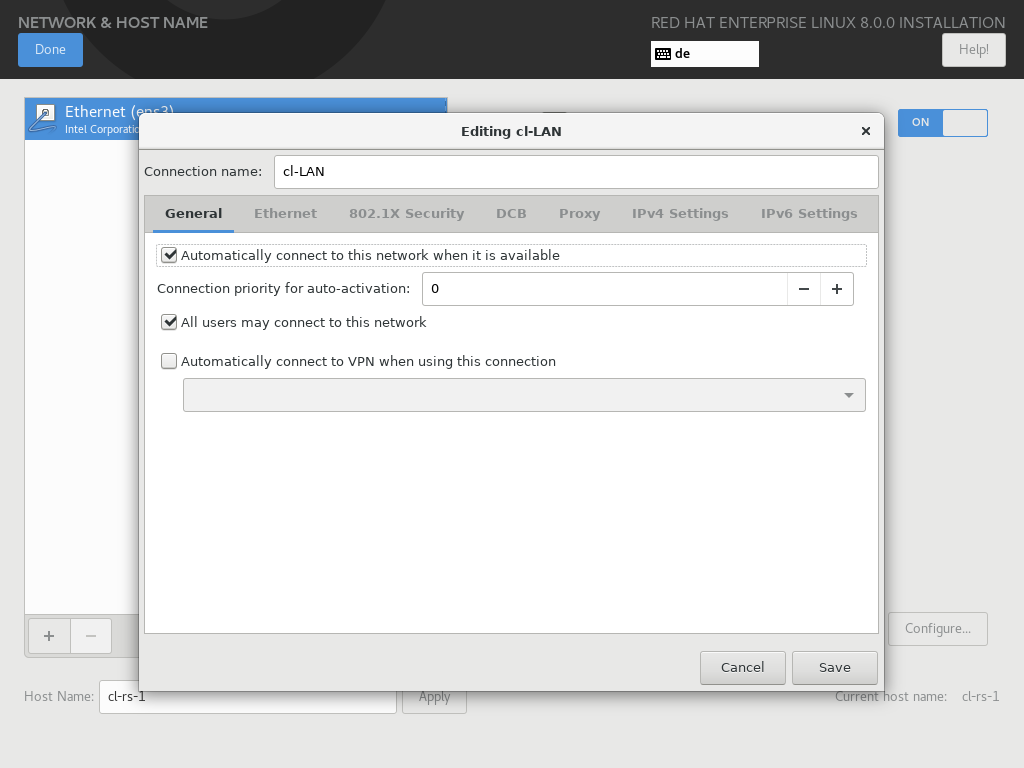 NETWORK & HOST NAME
RED HAT ENTERPRISE LINUX 8.0.0 INSTALLATION
Done
de
Help!
Ethernet (ens3)
Intel Corporatio
ON
Editing cl-LAN
Connection name: cl-LAN
General Ethernet 802.1X Security DCB Proxy IPv4 Settings IPv6 Settings
Automatically connect to this network when it is available
Connection priority for auto-activation: 0
All users may connect to this network
Automatically connect to VPN when using this connection
Configure...
Cancel Save
Host Name: cl-rs-1 Apply Current host name: cl-rs-1